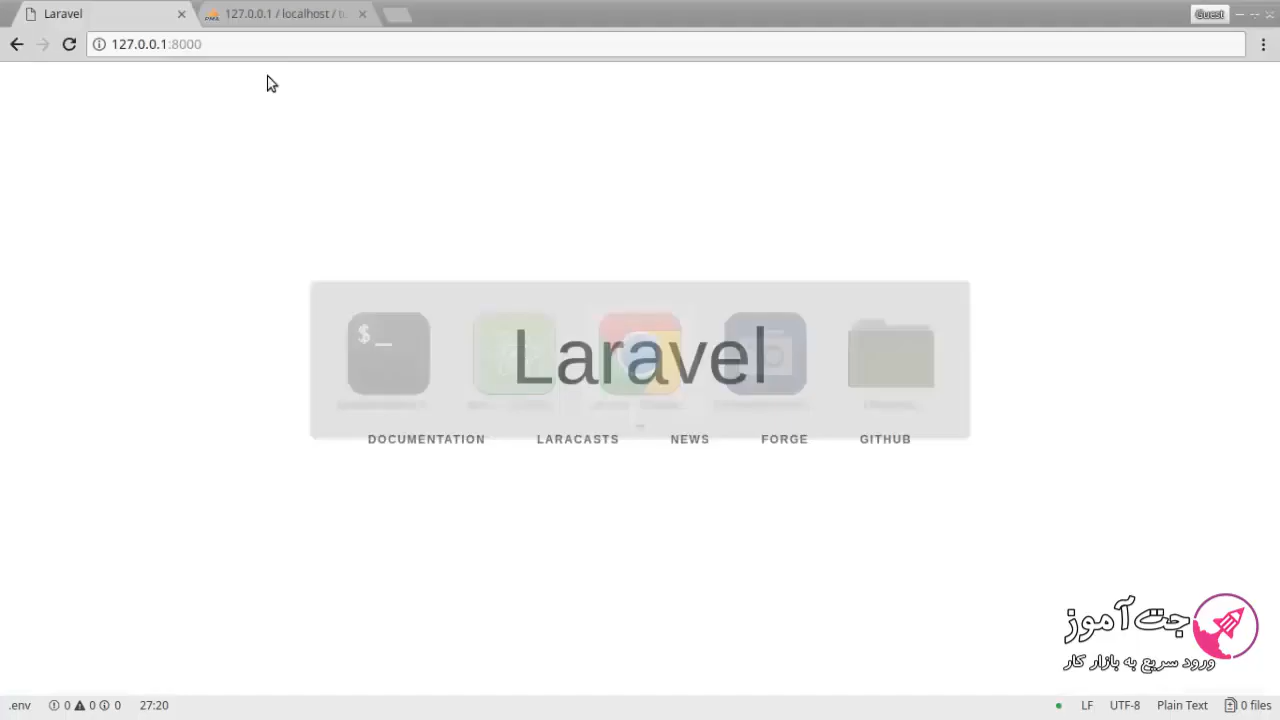 Laravel
127.0.0.1 / localhost / tu
Guest
127.0.0.1:8000
$_
Laravel
DOCUMENTATION LARACASTS NEWS FORGE GITHUB
جت آموز
ورود سریع به بازار کار
.env 0 0 0 27:20 LF UTF-8 Plain Text 0 files